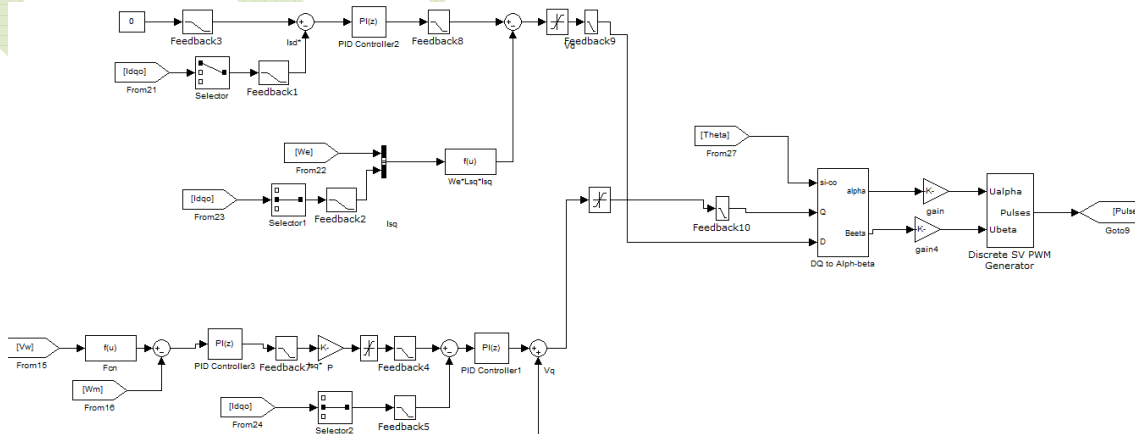 0
Feedback3
Isd*
PI(z)
PID Controller2
Feedback8
Vd
Feedback9
[Idqo]
From21
Selector
Feedback1
[We]
From22
f(u)
We*Lsq*Isq
[Idqo]
From23
Selector1
Feedback2
Isq
[Theta]
From27
si-co
alpha
Q
Beeta
D
DQ to Alph-beta
Feedback10
K-
gain
K-
gain4
Ualpha
Pulses
Ubeta
Discrete SV PWM
Generator
[Pulse
Goto9
[Vw]
From15
f(u)
Fcn
[Wm]
From16
PI(z)
PID Controller3
Feedback7
Isq*
K-
P
Feedback4
PI(z)
PID Controller1
Vq
[Idqo]
From24
Selector2
Feedback5